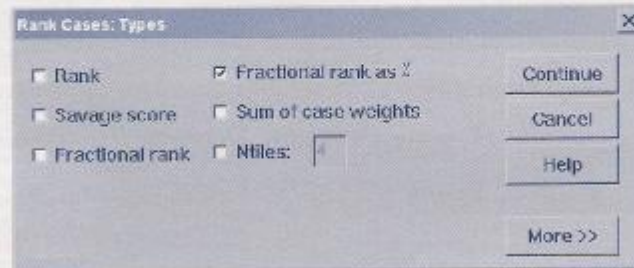 Rank Cases: Types
Rank
Fractional rank as %
Continue
Savage score
Sum of case weights
Cancel
Fractional rank
Ntiles: 4
Help
More >>